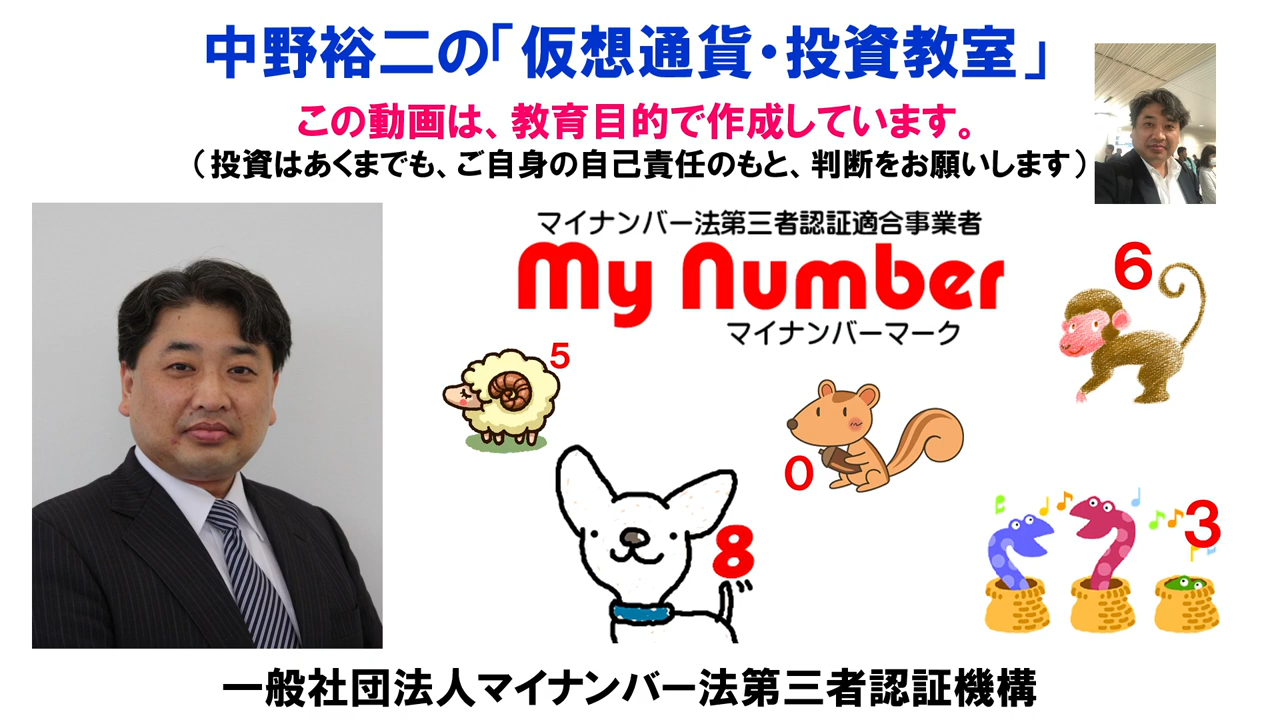 中野裕二の「仮想通貨・投資教室」
この動画は、教育目的で作成しています。
（投資はあくまでも、ご自身の自己責任のもと、判断をお願いします）
マイナンバー法第三者認証適合事業者
My Number
マイナンバーマーク
6
5
0
8
3
一般社団法人マイナンバー法第三者認証機構